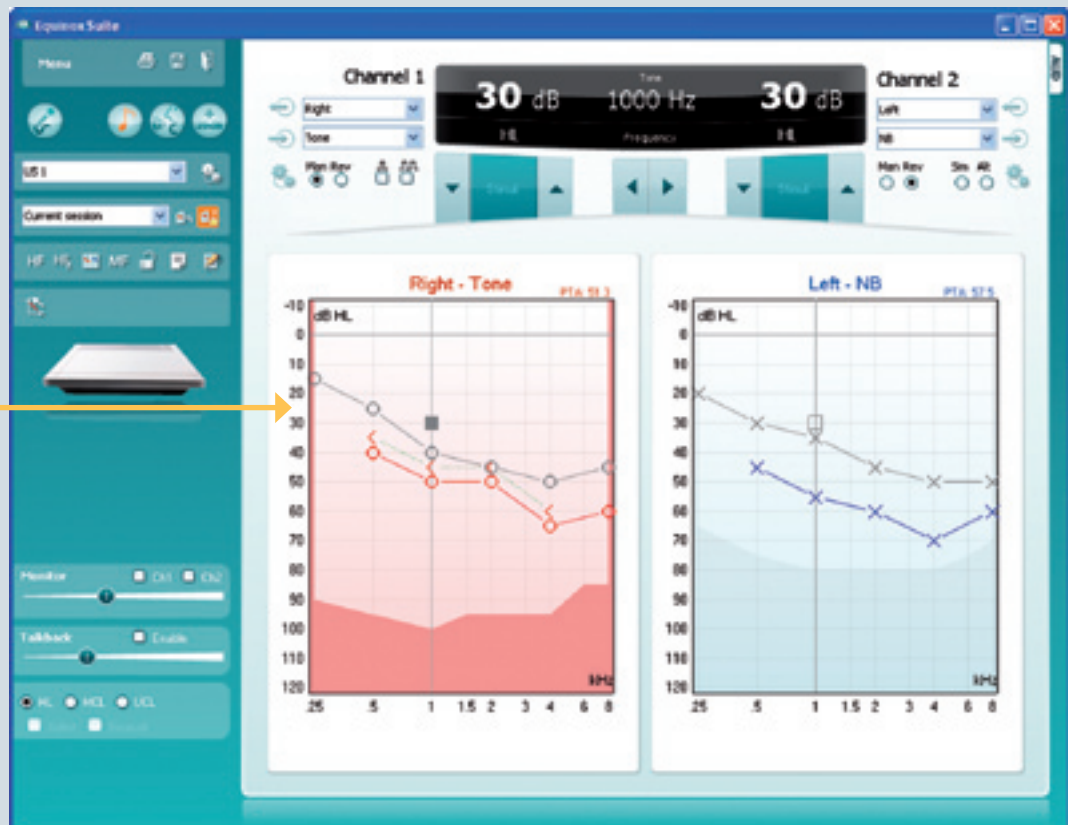 Equinox Suite
Menu
Channel 1
Right
Tone
Man Rev
30 dB
HL
Tone
1000 Hz
Frequency
30 dB
HL
Stimuli
Stimuli
Channel 2
Left
NB
Man Rev Sim Alt
AUD
US 1
Current session
HF MF
Monitor Ch1 Ch2
Talkback Enable
HL MCL UCL
Right - Tone
dB HL
-10
0
10
20
30
40
50
60
70
80
90
100
110
120
kHz
.25 .5 1 1.5 2 3 4 6 8
Left - NB
PTA: 57.5
dB HL
-10
0
10
20
30
40
50
60
70
80
90
100
110
120
kHz
.25 .5 1 1.5 2 3 4 6 8